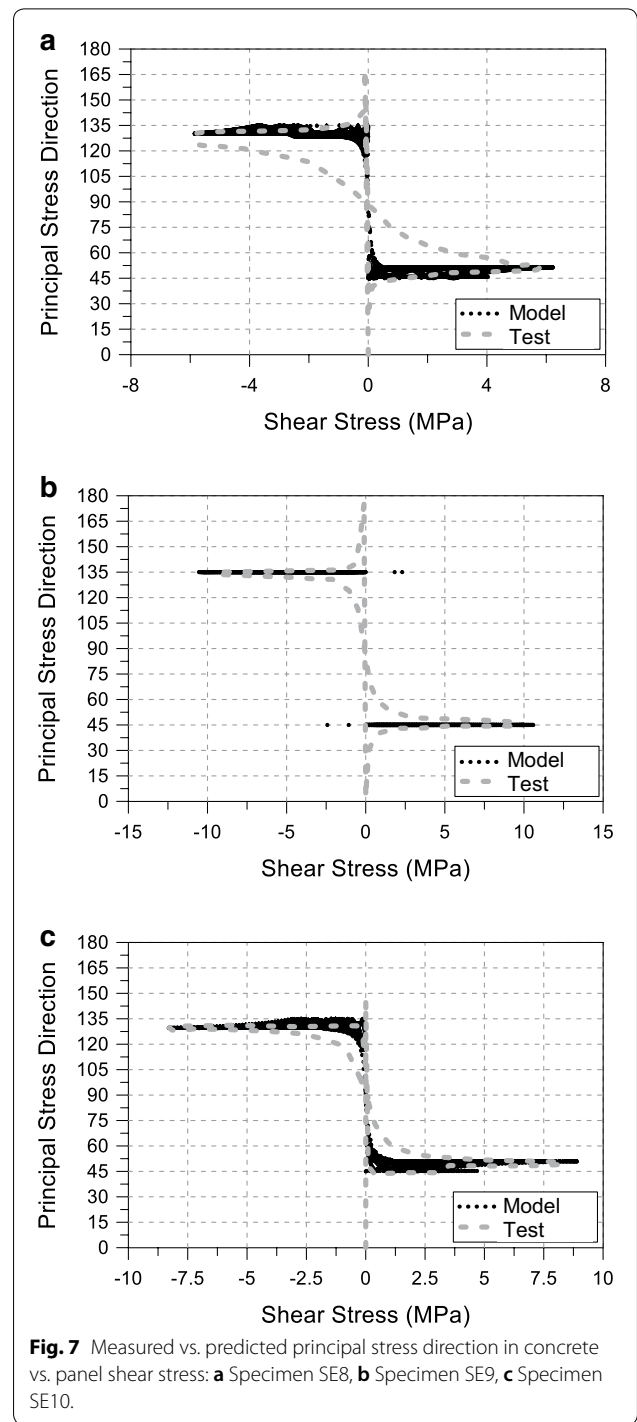 a
180
165
150
135
120
105
90
75
60
45
30
15
0
Principal Stress Direction
Model
Test
-8 -4 0 4 8
Shear Stress (MPa)
b
180
165
150
135
120
105
90
75
60
45
30
15
0
Principal Stress Direction
Model
Test
-15 -10 -5 0 5 10 15
Shear Stress (MPa)
c
180
165
150
135
120
105
90
75
60
45
30
15
0
Principal Stress Direction
Model
Test
-10 -7.5 -5 -2.5 0 2.5 5 7.5 10
Shear Stress (MPa)
Fig. 7 Measured vs. predicted principal stress direction in concrete
vs. panel shear stress: a Specimen SE8, b Specimen SE9, c Specimen
SE10.